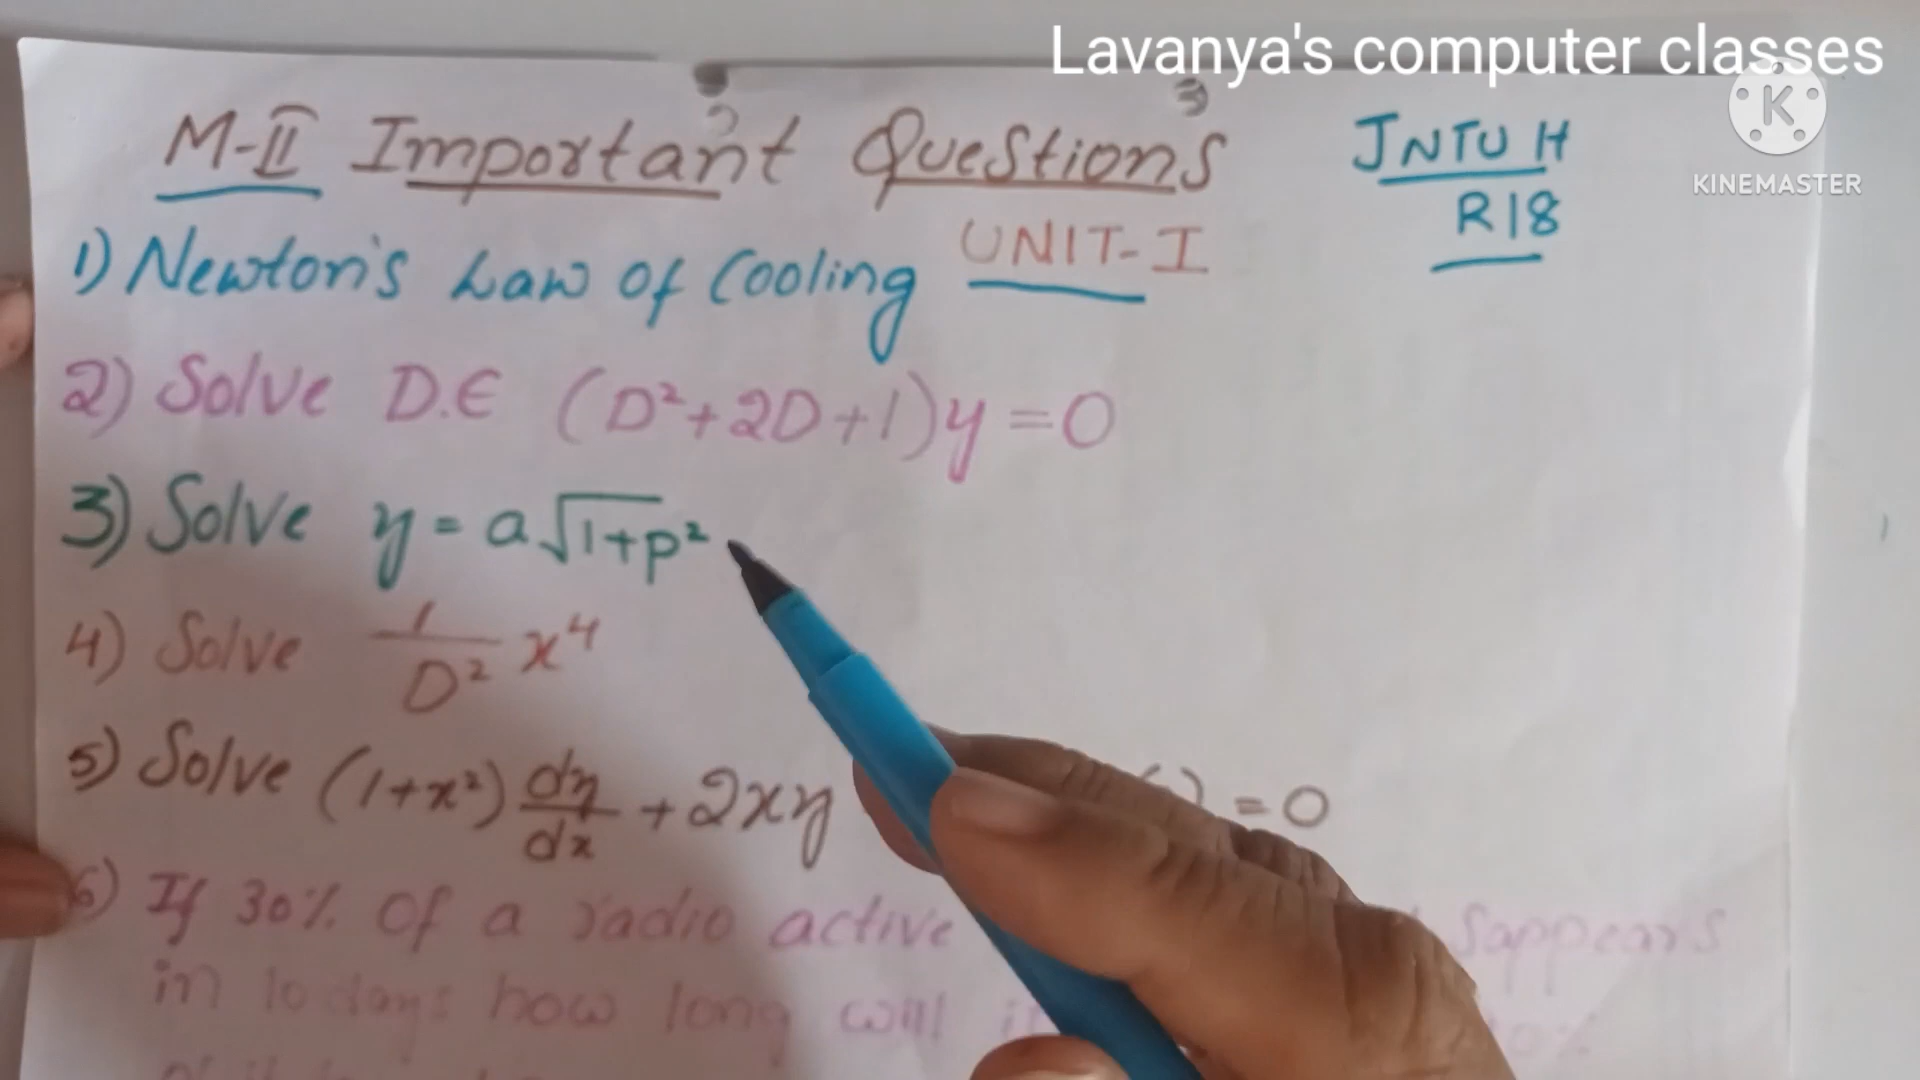 Lavanya's computer classes
KINEMASTER
M-II Important Questions
JNTUH
R18
UNIT-I
1) Newton's Law of Cooling
2) Solve D.E (D²+2D+1)y=0
3) Solve y = a√1+p²
4) Solve 1/D² x⁴
5) Solve (1+x²) dy/dx + 2xy = 0
6) If 30% of a radio active sappears
in 10 days how long will